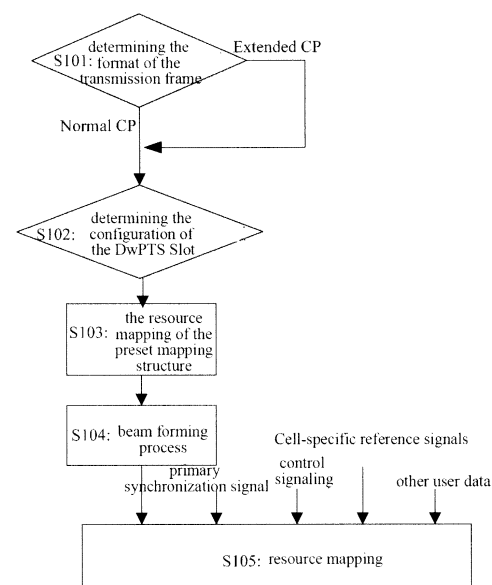 determining the
S101: format of the
transmission frame
Extended CP
Normal CP
determining the
S102: configuration of
the DwPTS Slot
the resource
S103: mapping of the
preset mapping
structure
S104: beam forming
process
Cell-specific reference signals
primary
synchronization signal
control
signaling
other user data
S105: resource mapping